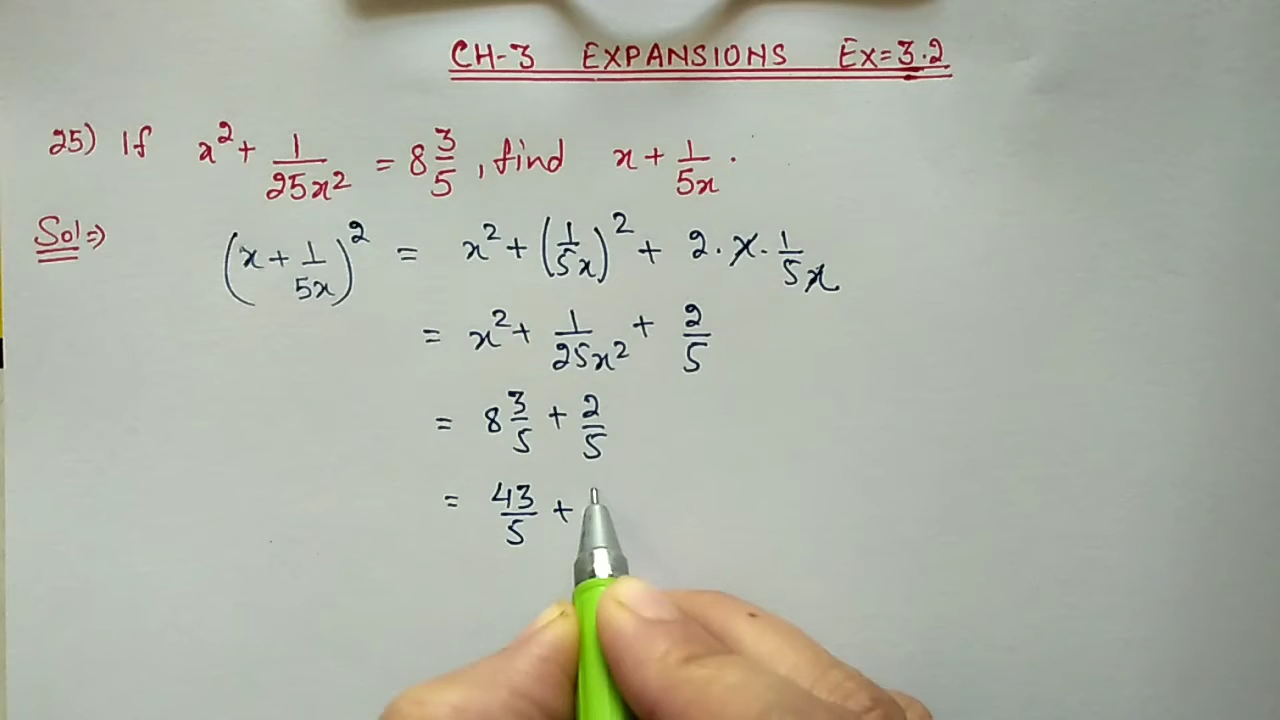 CH-3 EXPANSIONS EX=3.2
25) If x² + 1/25x² = 8 3/5, find x + 1/5x.
Sol⇒ (x + 1/5x)² = x² + (1/5x)² + 2·x·1/5x
= x² + 1/25x² + 2/5
= 8 3/5 + 2/5
= 43/5 +